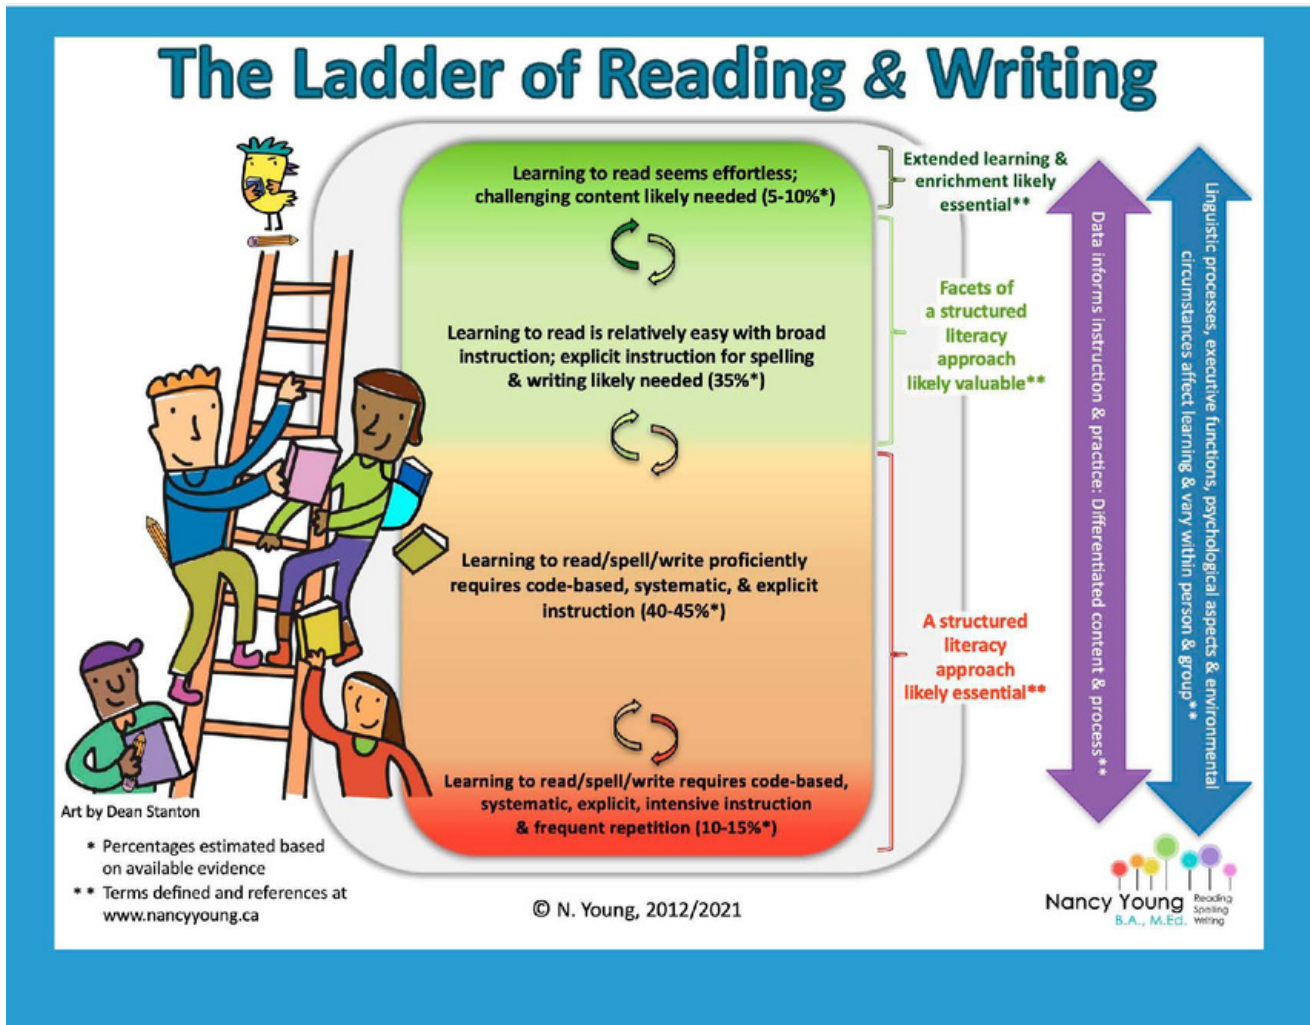 The Ladder of Reading & Writing
Learning to read seems effortless;
challenging content likely needed (5-10%*)
Learning to read is relatively easy with broad
instruction; explicit instruction for spelling
& writing likely needed (35%*)
Learning to read/spell/write proficiently
requires code-based, systematic, & explicit
instruction (40-45%*)
Learning to read/spell/write requires code-based,
systematic, explicit, intensive instruction
& frequent repetition (10-15%*)
Extended learning &
enrichment likely
essential**
Facets of
a structured
literacy
approach
likely valuable**
A structured
literacy
approach
likely essential**
Data informs instruction & practice: Differentiated content & process**
Linguistic processes, executive functions, psychological aspects & environmental
circumstances affect learning & vary within person & group**
Art by Dean Stanton
* Percentages estimated based
on available evidence
** Terms defined and references at
www.nancyyoung.ca
© N. Young, 2012/2021
Nancy Young
B.A., M.Ed.
Reading
Spelling
Writing